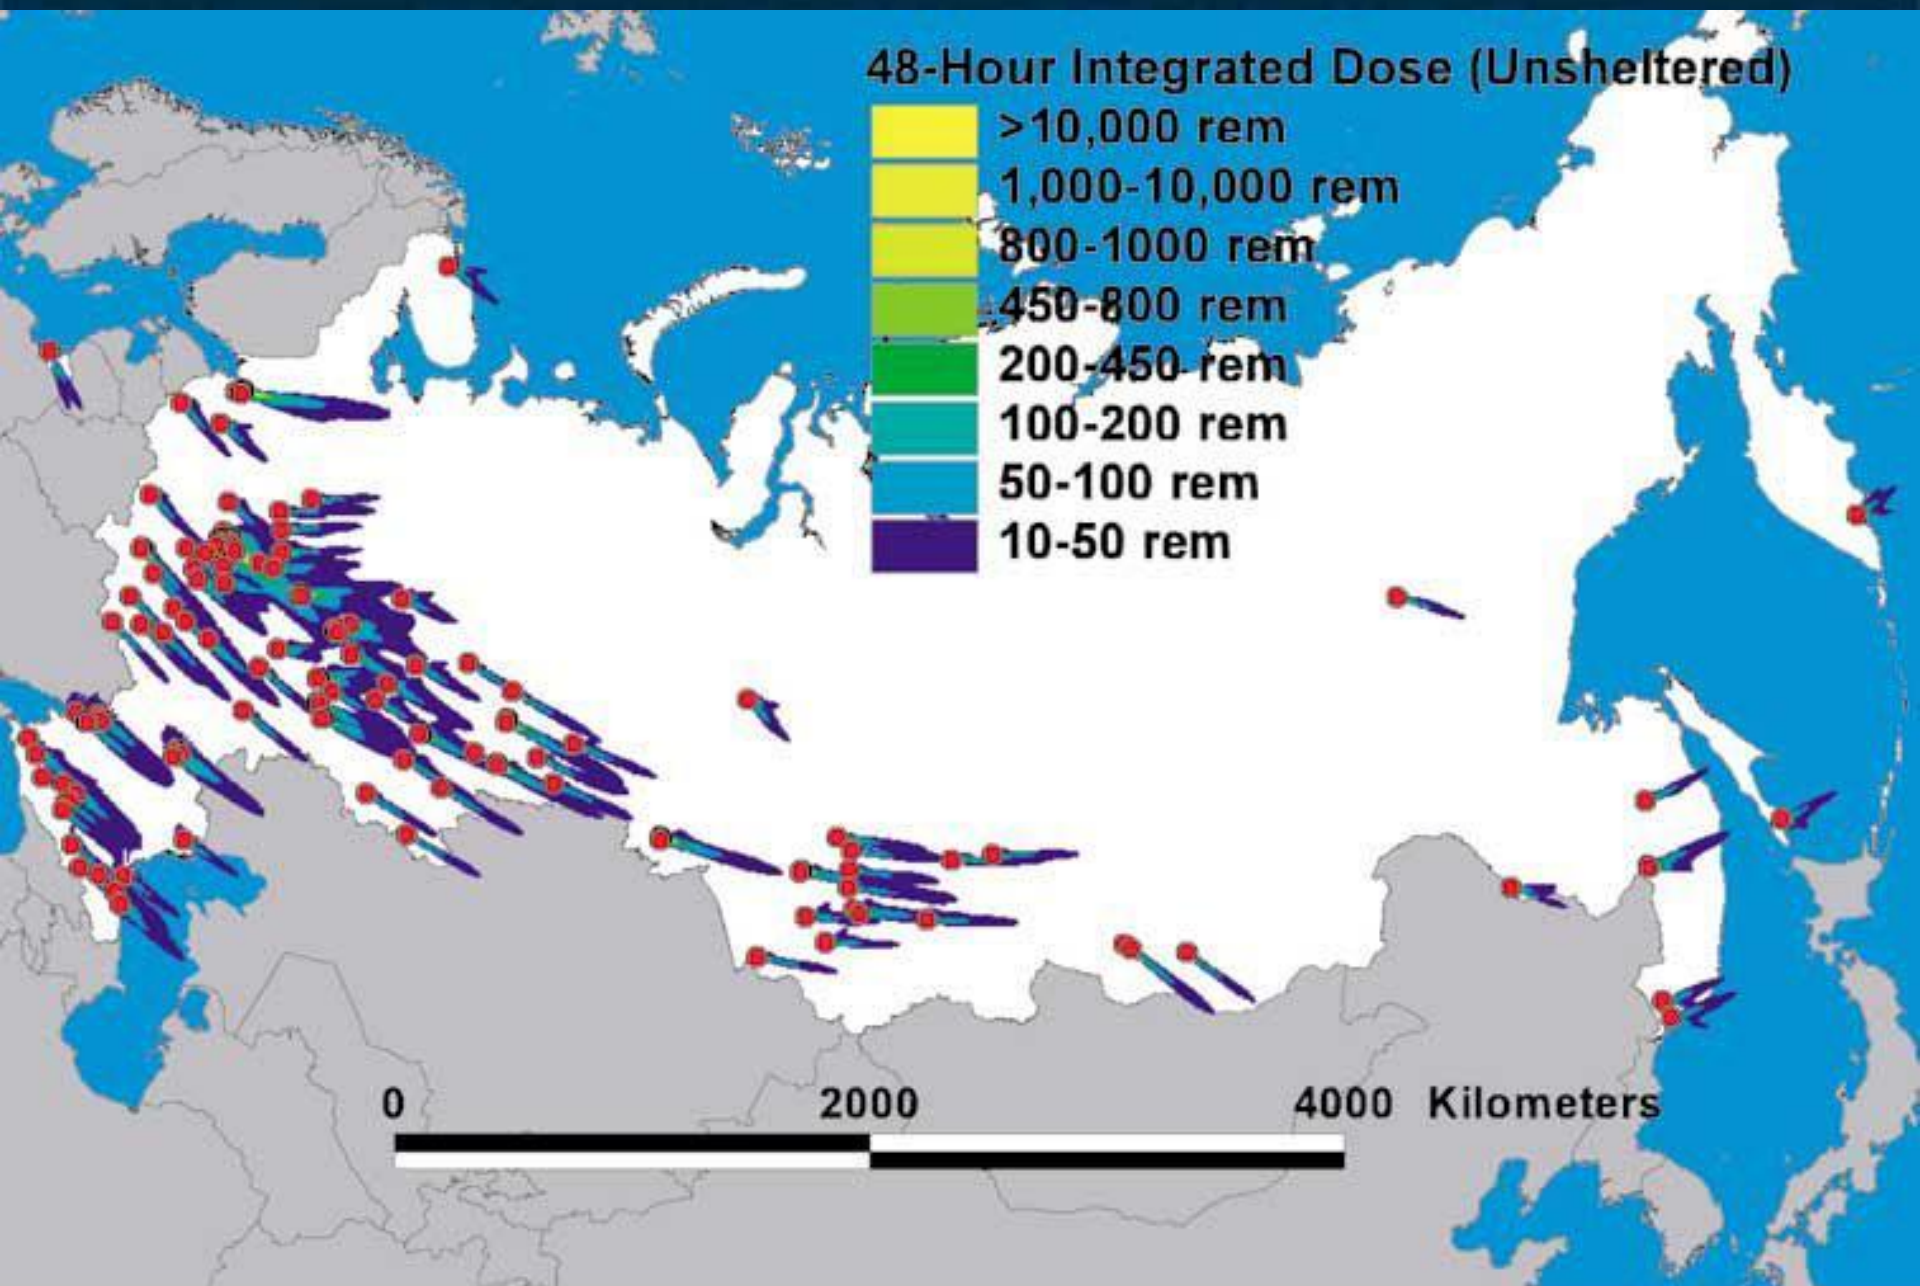 48-Hour Integrated Dose (Unsheltered)
>10,000 rem
1,000-10,000 rem
800-1000 rem
450-800 rem
200-450 rem
100-200 rem
50-100 rem
10-50 rem
0 2000 4000 Kilometers